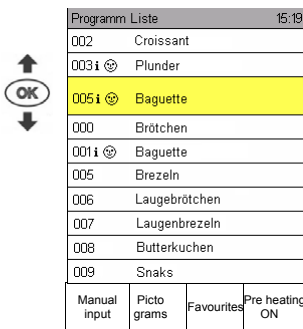 Programm Liste 15:19
002 Croissant
003 i Plunder
OK
005 i Baguette
000 Brötchen
001 i Baguette
005 Brezeln
006 Laugebrötchen
007 Laugenbrezeln
008 Butterkuchen
009 Snaks
Manual input Picto grams Favourites Pre heating ON